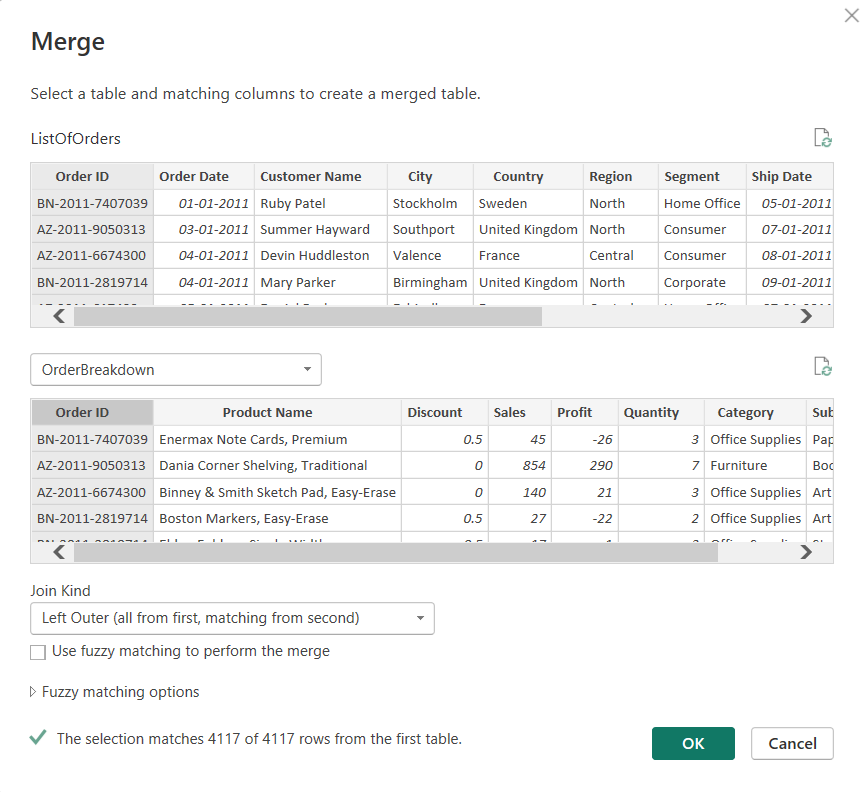 Merge
Select a table and matching columns to create a merged table.
ListOfOrders
Order ID Order Date Customer Name City Country Region Segment Ship Date
BN-2011-7407039 01-01-2011 Ruby Patel Stockholm Sweden North Home Office 05-01-2011
AZ-2011-9050313 03-01-2011 Summer Hayward Southport United Kingdom North Consumer 07-01-2011
AZ-2011-6674300 04-01-2011 Devin Huddleston Valence France Central Consumer 08-01-2011
BN-2011-2819714 04-01-2011 Mary Parker Birmingham United Kingdom North Corporate 09-01-2011
OrderBreakdown
Order ID Product Name Discount Sales Profit Quantity Category Sub
BN-2011-7407039 Enermax Note Cards, Premium 0.5 45 -26 3 Office Supplies Pap
AZ-2011-9050313 Dania Corner Shelving, Traditional 0 854 290 7 Furniture Boo
AZ-2011-6674300 Binney & Smith Sketch Pad, Easy-Erase 0 140 21 3 Office Supplies Art
BN-2011-2819714 Boston Markers, Easy-Erase 0.5 27 -22 2 Office Supplies Art
Join Kind
Left Outer (all from first, matching from second)
Use fuzzy matching to perform the merge
Fuzzy matching options
The selection matches 4117 of 4117 rows from the first table.
OK Cancel